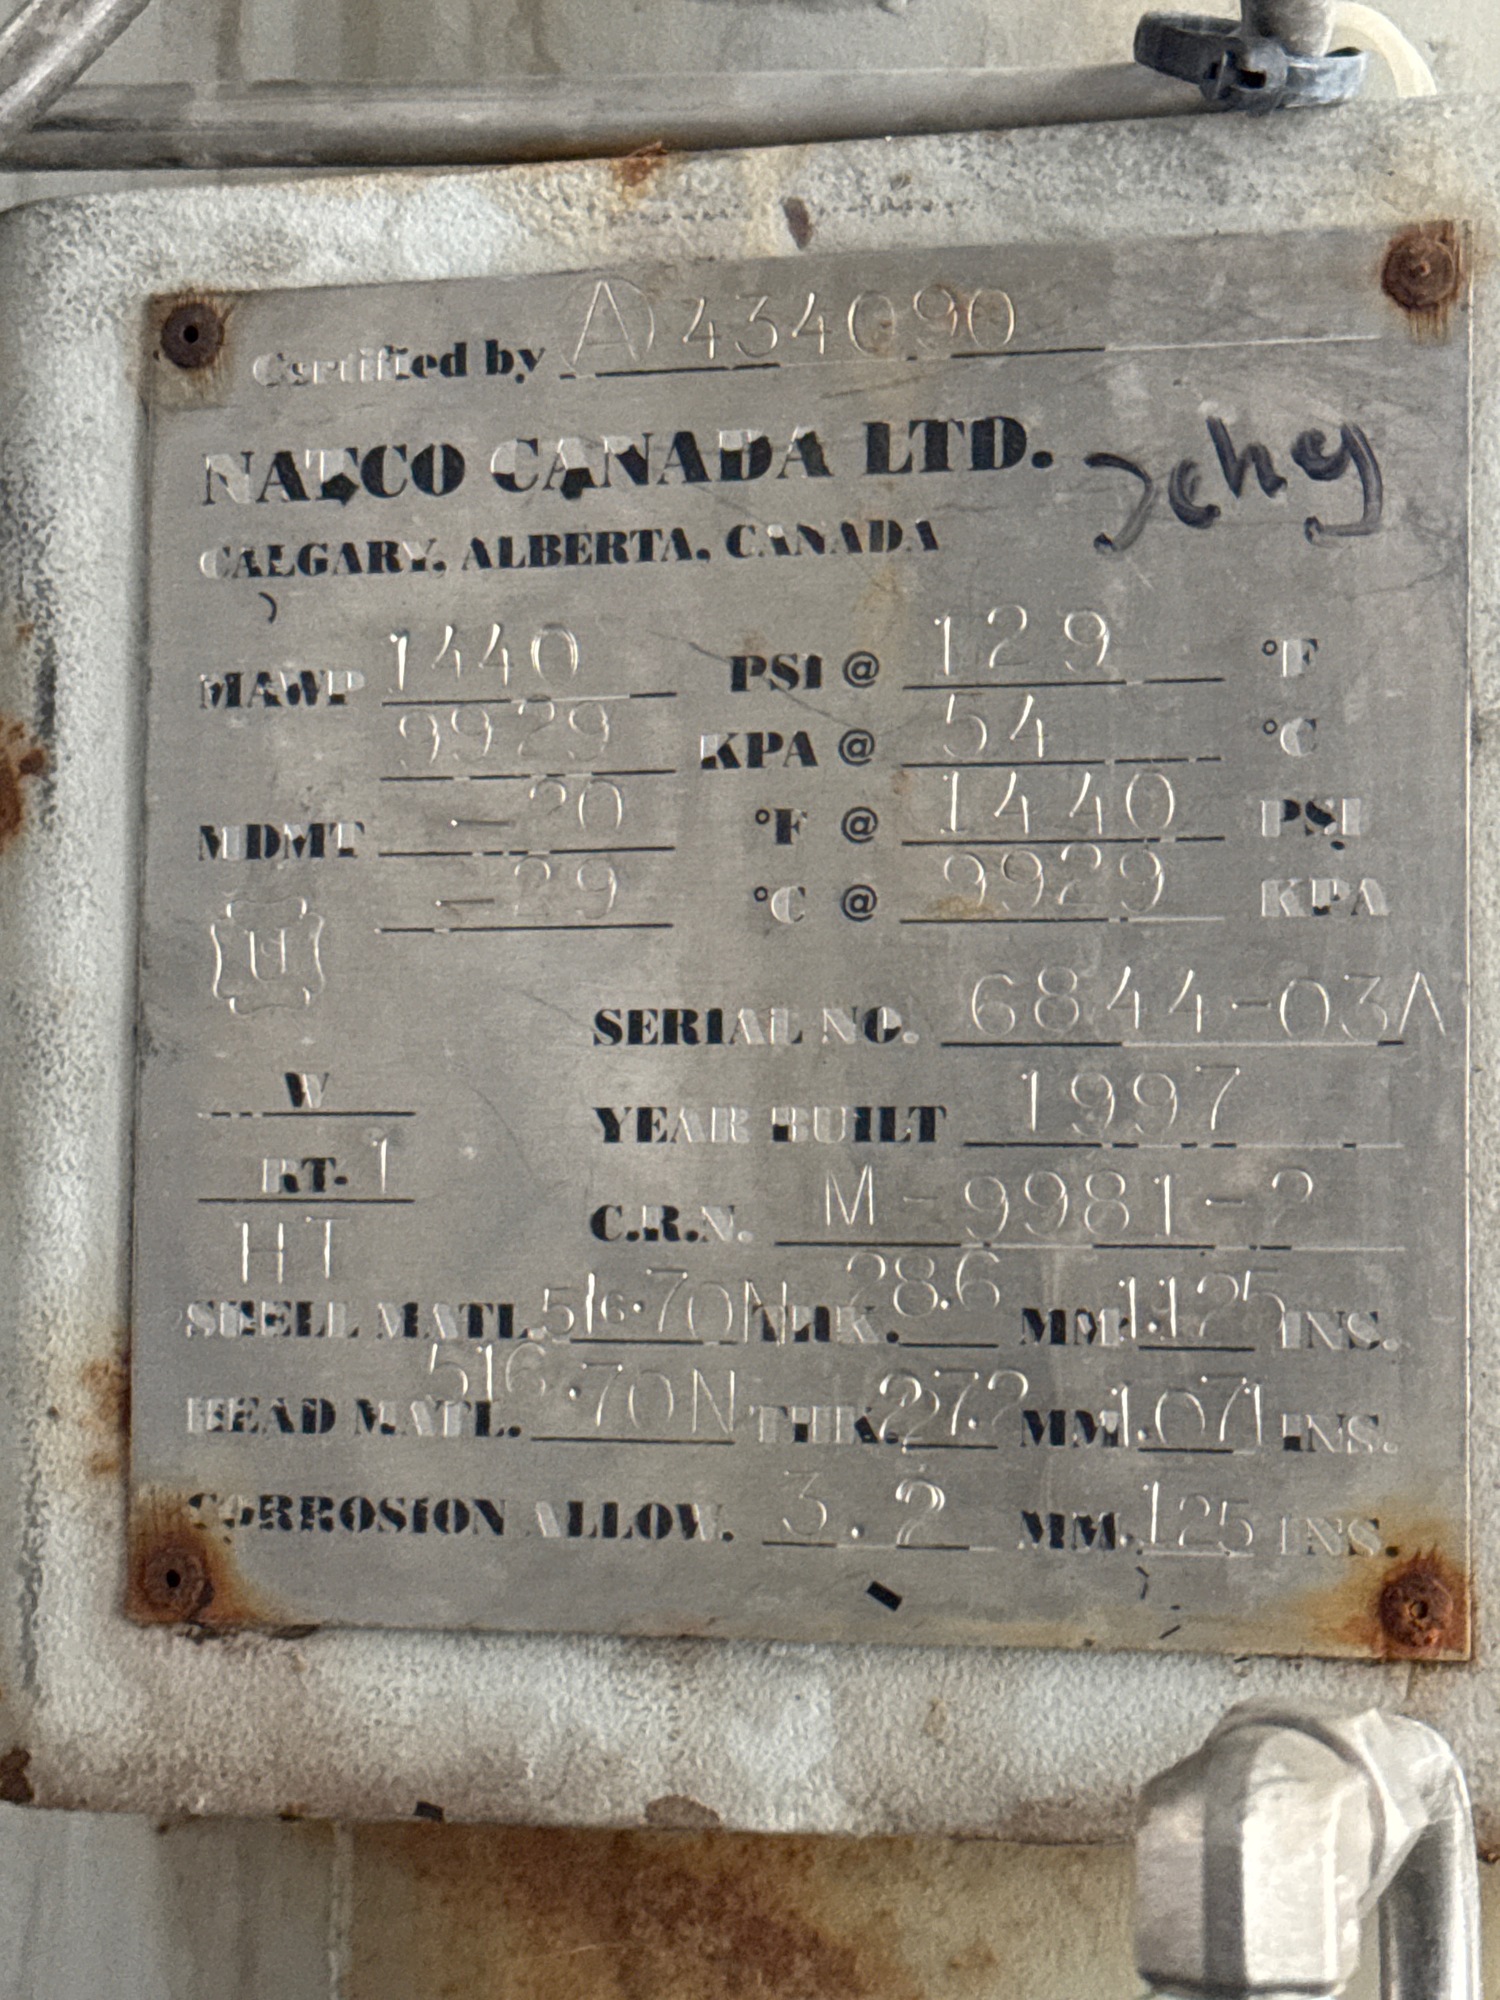 Certified by (A) 434090
NATCO CANADA LTD.
CALGARY, ALBERTA, CANADA
MAWP 1440 PSI @ 129 °F
9929 KPA @ 54 °C
MDMT -20 °F @ 1440 PSI
-29 °C @ 9929 KPA
U
SERIAL NO. 6844-03A
W
YEAR BUILT 1997
RT-1
C.R.N. M-9981-2
HT
SHELL MATL. 516-70N THK. 28.6 MM. 1.125 INS.
HEAD MATL. 516-70N THK. 27.2 MM. 1.071 INS.
CORROSION ALLOW. 3.2 MM. .125 INS.